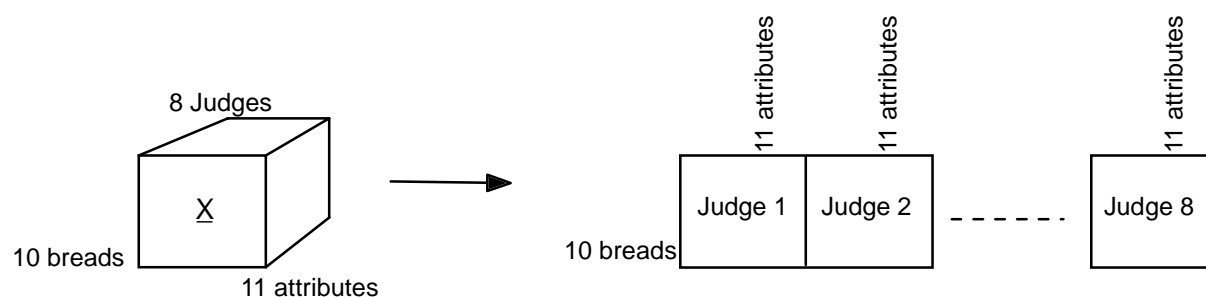 8 Judges
X
10 breads
11 attributes
11 attributes
11 attributes
11 attributes
Judge 1
Judge 2
Judge 8
10 breads